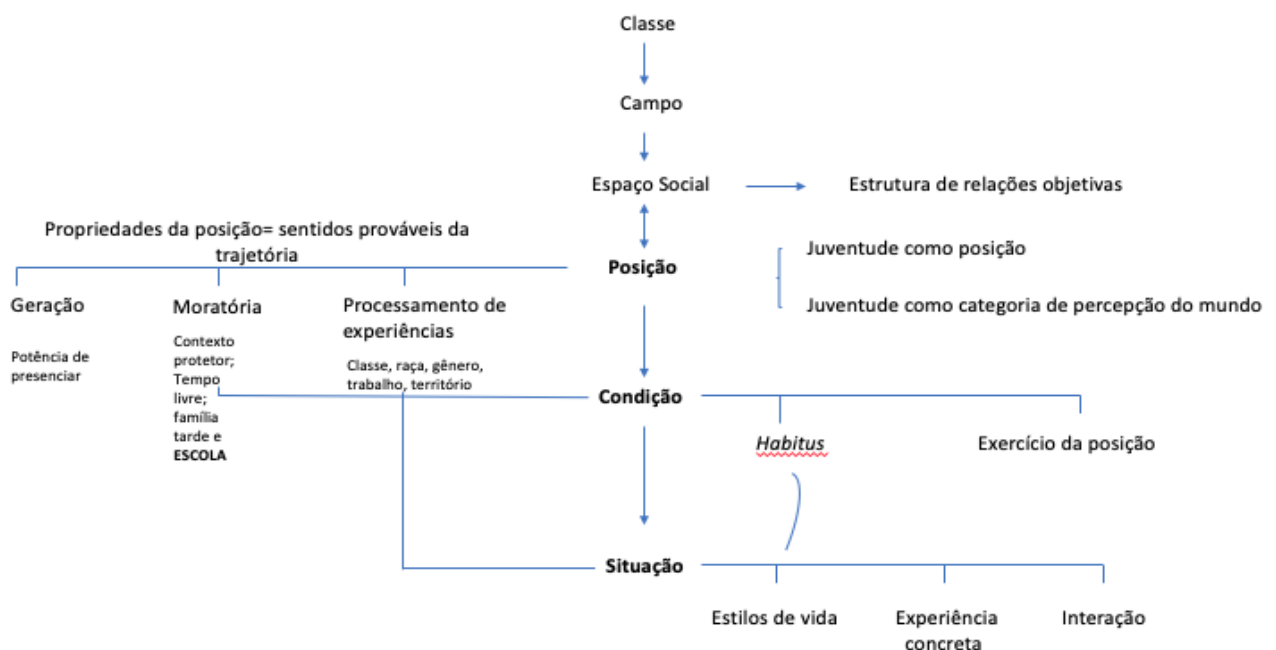 Classe
Campo
Espaço Social
Estrutura de relações objetivas
Propriedades da posição= sentidos prováveis da
trajetória
Posição
Juventude como posição
Juventude como categoria de percepção do mundo
Geração
Potência de
presenciar
Moratória
Contexto
protetor;
Tempo
livre;
família
tarde e
ESCOLA
Processamento de
experiências
Classe, raça, gênero,
trabalho, território
Condição
Habitus
Exercício da posição
Situação
Estilos de vida
Experiência
concreta
Interação